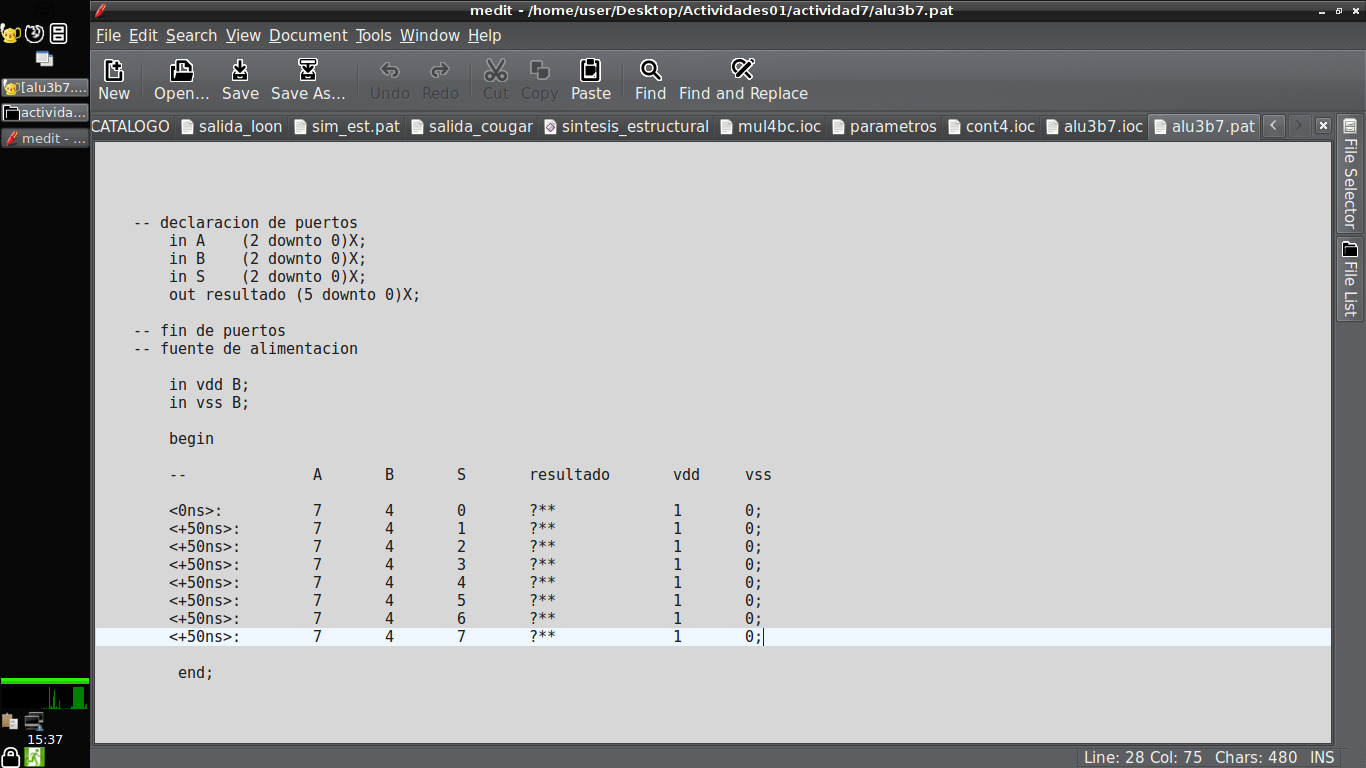 medit - /home/user/Desktop/Actividades01/actividad7/alu3b7.pat
File Edit Search View Document Tools Window Help
New Open... Save Save As... Undo Redo Cut Copy Paste Find Find and Replace
[alu3b7....
activida...
medit - ...
CATALOGO salida_loon sim_est.pat salida_cougar sintesis_estructural mul4bc.ioc parametros cont4.ioc alu3b7.ioc alu3b7.pat
File Selector
File List
-- declaracion de puertos
in A (2 downto 0)X;
in B (2 downto 0)X;
in S (2 downto 0)X;
out resultado (5 downto 0)X;
-- fin de puertos
-- fuente de alimentacion
in vdd B;
in vss B;
begin
-- A B S resultado vdd vss
<0ns>: 7 4 0 ?** 1 0;
<+50ns>: 7 4 1 ?** 1 0;
<+50ns>: 7 4 2 ?** 1 0;
<+50ns>: 7 4 3 ?** 1 0;
<+50ns>: 7 4 4 ?** 1 0;
<+50ns>: 7 4 5 ?** 1 0;
<+50ns>: 7 4 6 ?** 1 0;
<+50ns>: 7 4 7 ?** 1 0;
end;
15:37
Line: 28 Col: 75 Chars: 480 INS